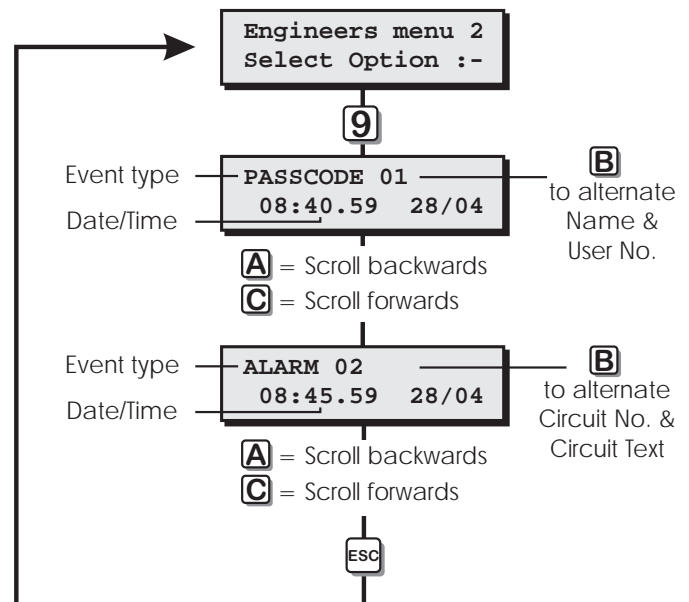 Engineers menu 2
Select Option :-
9
Event type
PASSCODE 01
B
to alternate
Name &
User No.
Date/Time
08:40.59 28/04
A = Scroll backwards
C = Scroll forwards
Event type
ALARM 02
B
to alternate
Circuit No. &
Circuit Text
Date/Time
08:45.59 28/04
A = Scroll backwards
C = Scroll forwards
ESC